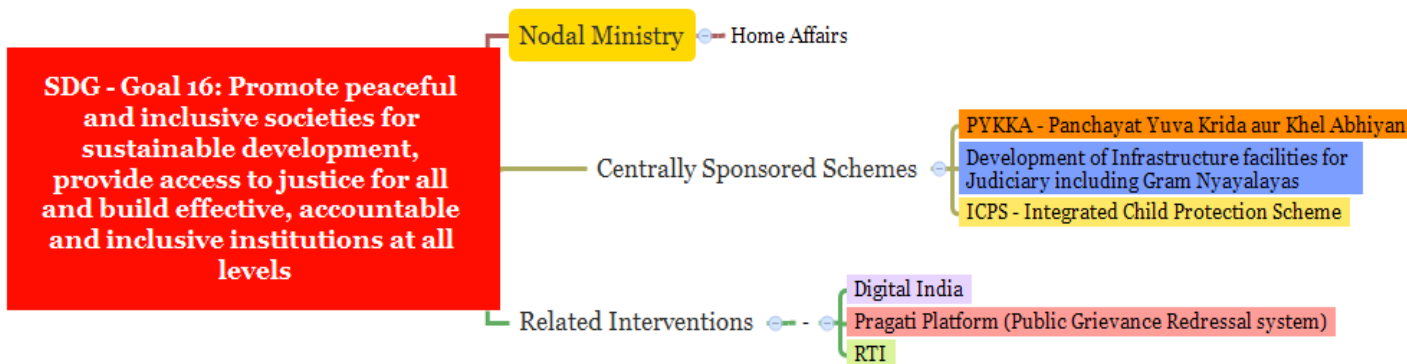 SDG - Goal 16: Promote peaceful
and inclusive societies for
sustainable development,
provide access to justice for all
and build effective, accountable
and inclusive institutions at all
levels
Nodal Ministry
Home Affairs
Centrally Sponsored Schemes
PYKKA - Panchayat Yuva Krida aur Khel Abhiyan
Development of Infrastructure facilities for
Judiciary including Gram Nyayalayas
ICPS - Integrated Child Protection Scheme
Related Interventions
-
Digital India
Pragati Platform (Public Grievance Redressal system)
RTI